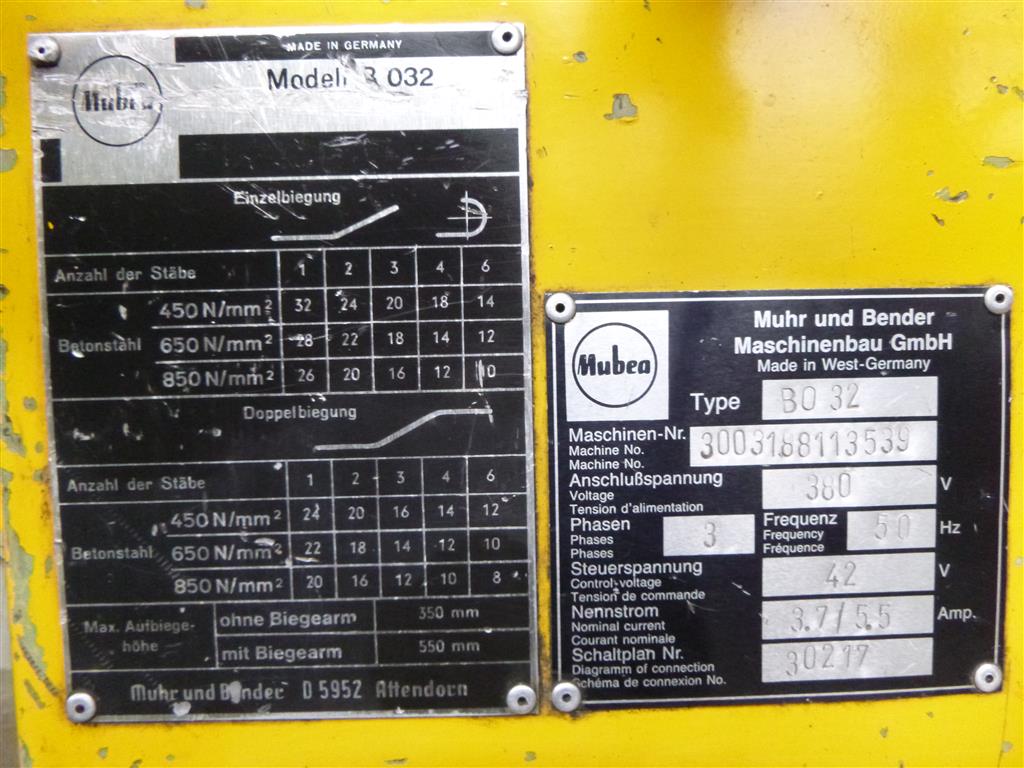 MADE IN GERMANY
Modell B 032
Mubea
Einzelbiegung
Anzahl der Stäbe 1 2 3 4 6
450 N/mm² 32 24 20 18 14
Betonstahl 650 N/mm² 28 22 18 14 12
850 N/mm² 26 20 16 12 10
Doppelbiegung
Anzahl der Stäbe 1 2 3 4 6
450 N/mm² 24 20 16 14 12
Betonstahl 650 N/mm² 22 18 14 12 10
850 N/mm² 20 16 12 10 8
Max. Aufbiege-
höhe
ohne Biegearm 350 mm
mit Biegearm 550 mm
Muhr und Bender D 5952 Attendorn
Mubea
Muhr und Bender
Maschinenbau GmbH
Made in West-Germany
Type BO 32
Maschinen-Nr. 3003188113539
Machine No.
Machine No.
Anschlußspannung 380 V
Voltage
Tension d'alimentation
Phasen 3 Frequenz 50 Hz
Phases Frequency
Phases Fréquence
Steuerspannung 42 V
Control-voltage
Tension de commande
Nennstrom 3.7/5.5 Amp.
Nominal current
Courant nominale
Schaltplan Nr. 30217
Diagramm of connection
Schéma de connexion No.